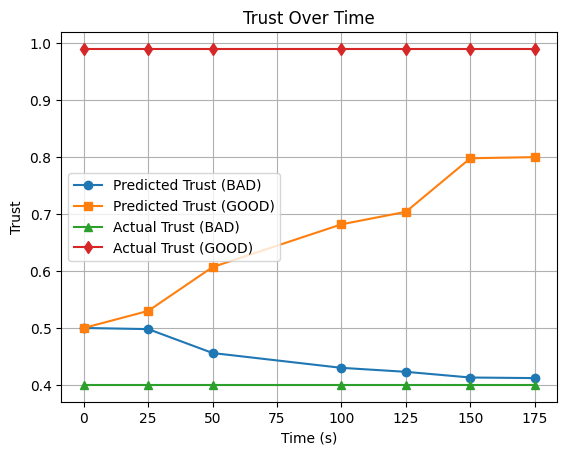 Trust Over Time
1.0
0.9
0.8
0.7
0.6
0.5
0.4
Trust
Predicted Trust (BAD)
Predicted Trust (GOOD)
Actual Trust (BAD)
Actual Trust (GOOD)
0 25 50 75 100 125 150 175
Time (s)